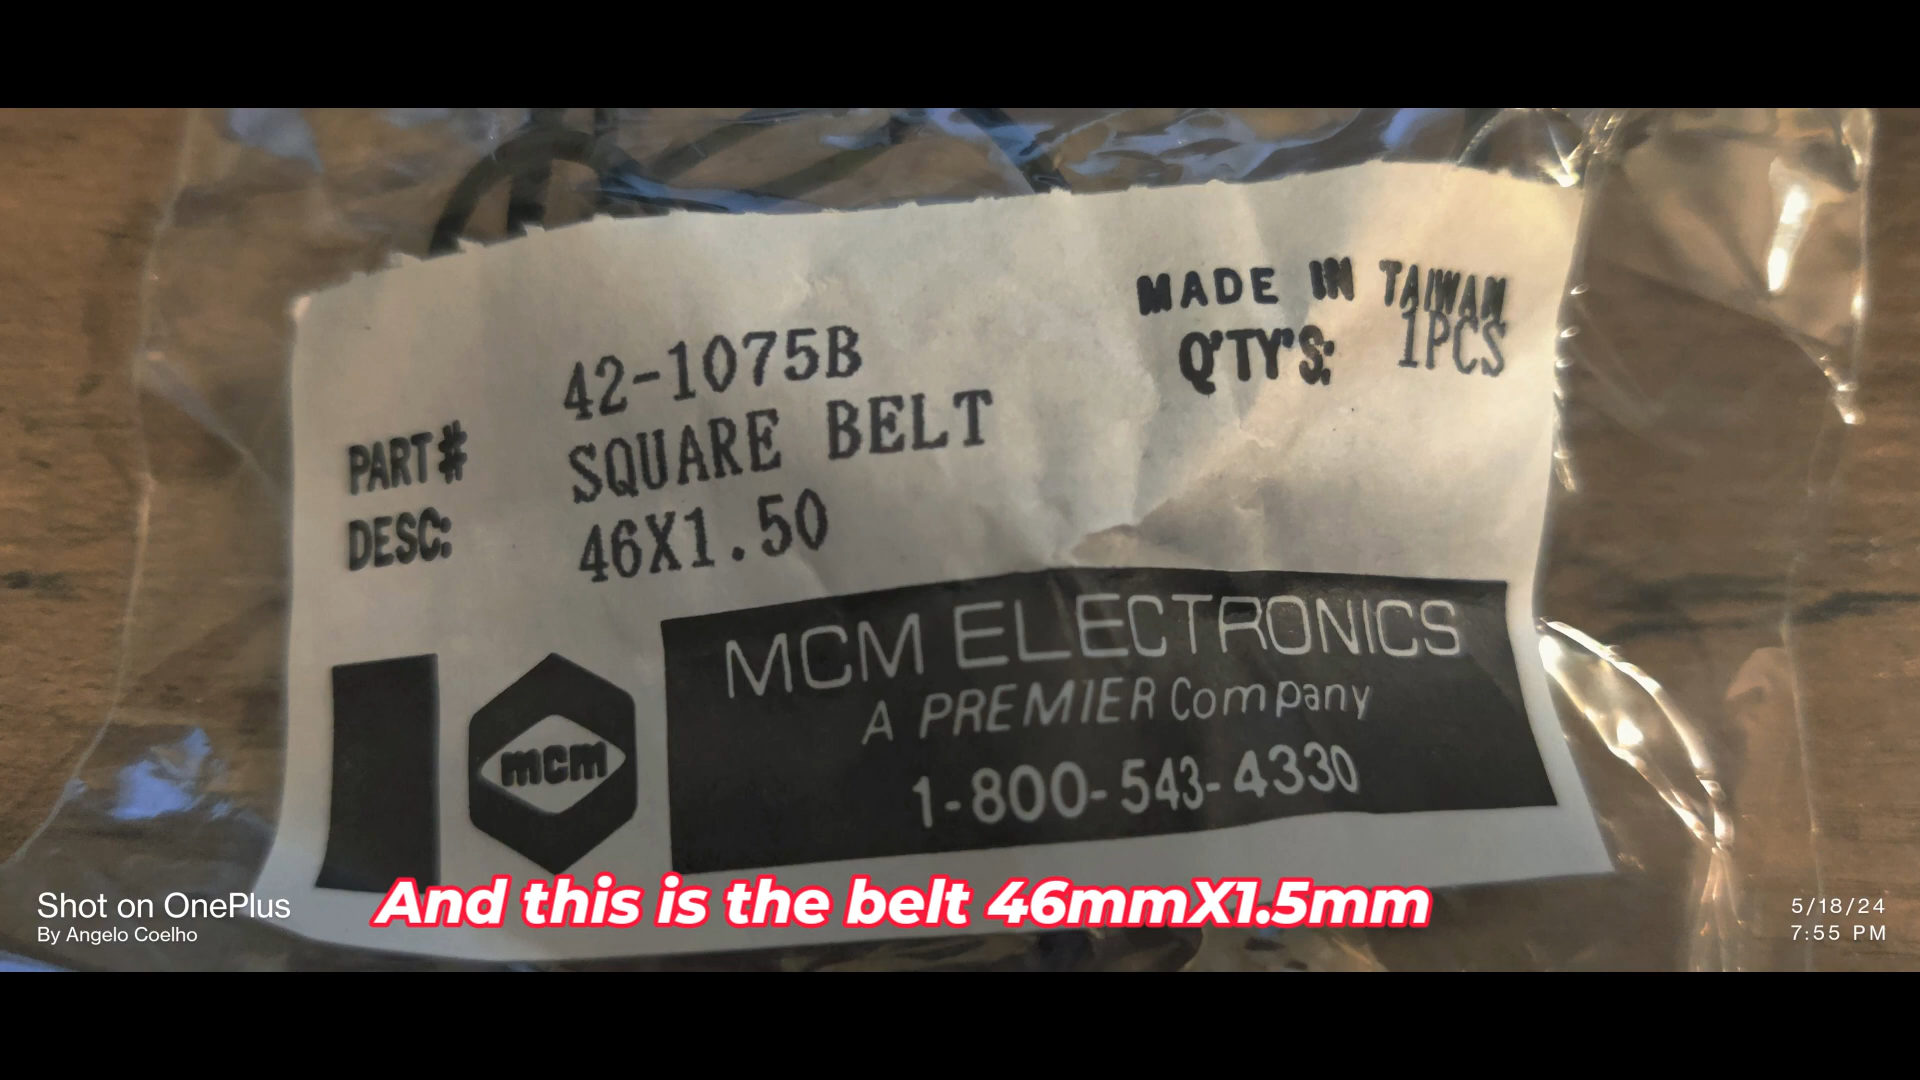 MADE IN TAIWAN
Q'TY'S: 1PCS
42-1075B
PART# SQUARE BELT
DESC: 46X1.50
MCM ELECTRONICS
A PREMIER Company
mcm
1-800-543-4330
And this is the belt 46mmX1.5mm
Shot on OnePlus
By Angelo Coelho
5/18/24
7:55 PM